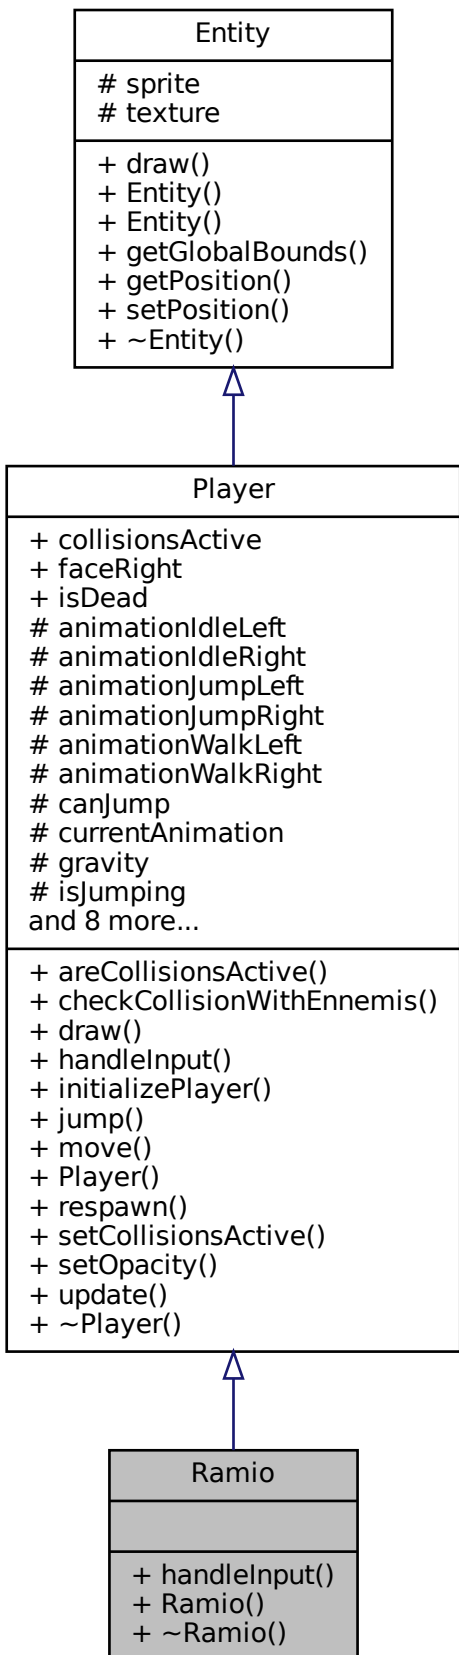 Entity
# sprite
# texture
+ draw()
+ Entity()
+ Entity()
+ getGlobalBounds()
+ getPosition()
+ setPosition()
+ ~Entity()
Player
+ collisionsActive
+ faceRight
+ isDead
# animationIdleLeft
# animationIdleRight
# animationJumpLeft
# animationJumpRight
# animationWalkLeft
# animationWalkRight
# canJump
# currentAnimation
# gravity
# isJumping
and 8 more...
+ areCollisionsActive()
+ checkCollisionWithEnnemis()
+ draw()
+ handleInput()
+ initializePlayer()
+ jump()
+ move()
+ Player()
+ respawn()
+ setCollisionsActive()
+ setOpacity()
+ update()
+ ~Player()
Ramio
+ handleInput()
+ Ramio()
+ ~Ramio()